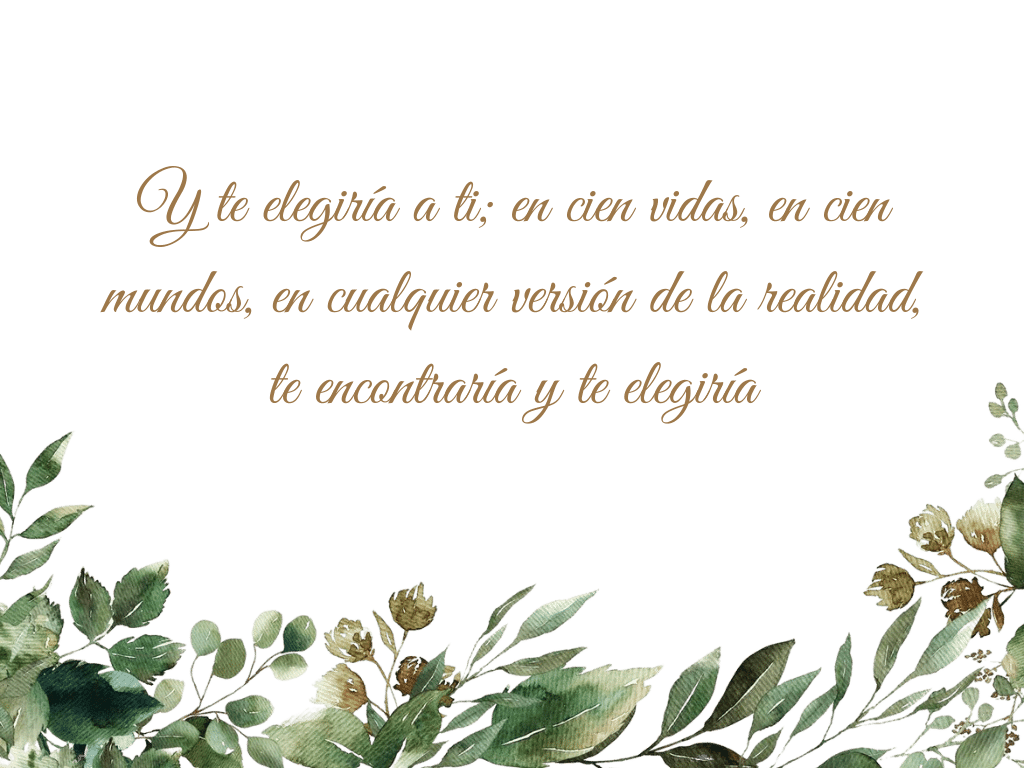 Y te elegiría a ti; en cien vidas, en cien
mundos, en cualquier versión de la realidad,
te encontraría y te elegiría